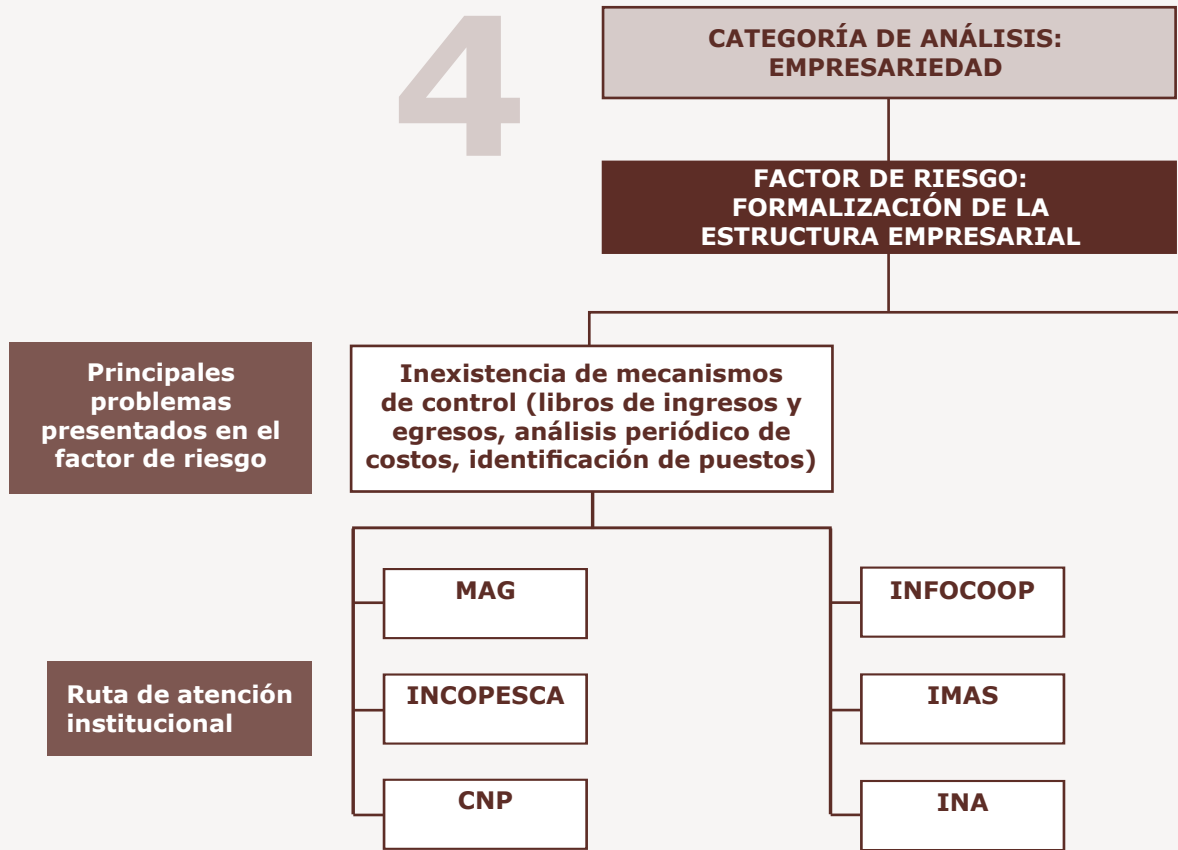 4
CATEGORÍA DE ANÁLISIS:
EMPRESARIEDAD
FACTOR DE RIESGO:
FORMALIZACIÓN DE LA
ESTRUCTURA EMPRESARIAL
Principales
problemas
presentados en el
factor de riesgo
Inexistencia de mecanismos
de control (libros de ingresos y
egresos, análisis periódico de
costos, identificación de puestos)
Ruta de atención
institucional
MAG
INCOPESCA
CNP
INFOCOOP
IMAS
INA